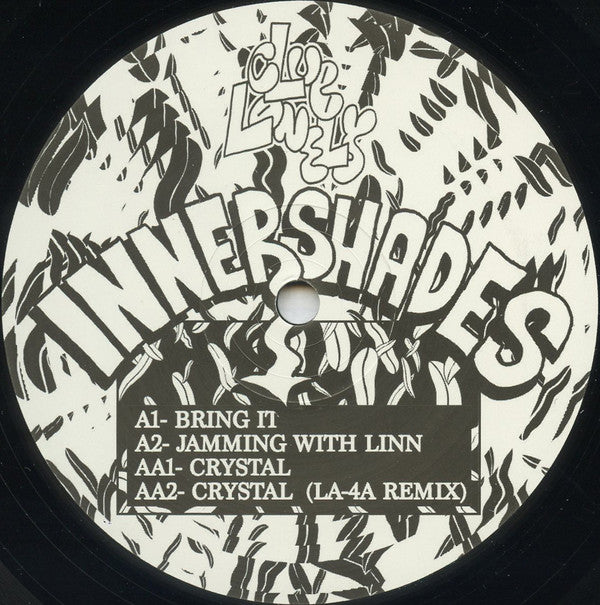 CLUB
LONELY
INNERSHADES
A1- BRING IT
A2- JAMMING WITH LINN
AA1- CRYSTAL
AA2- CRYSTAL (LA-4A REMIX)